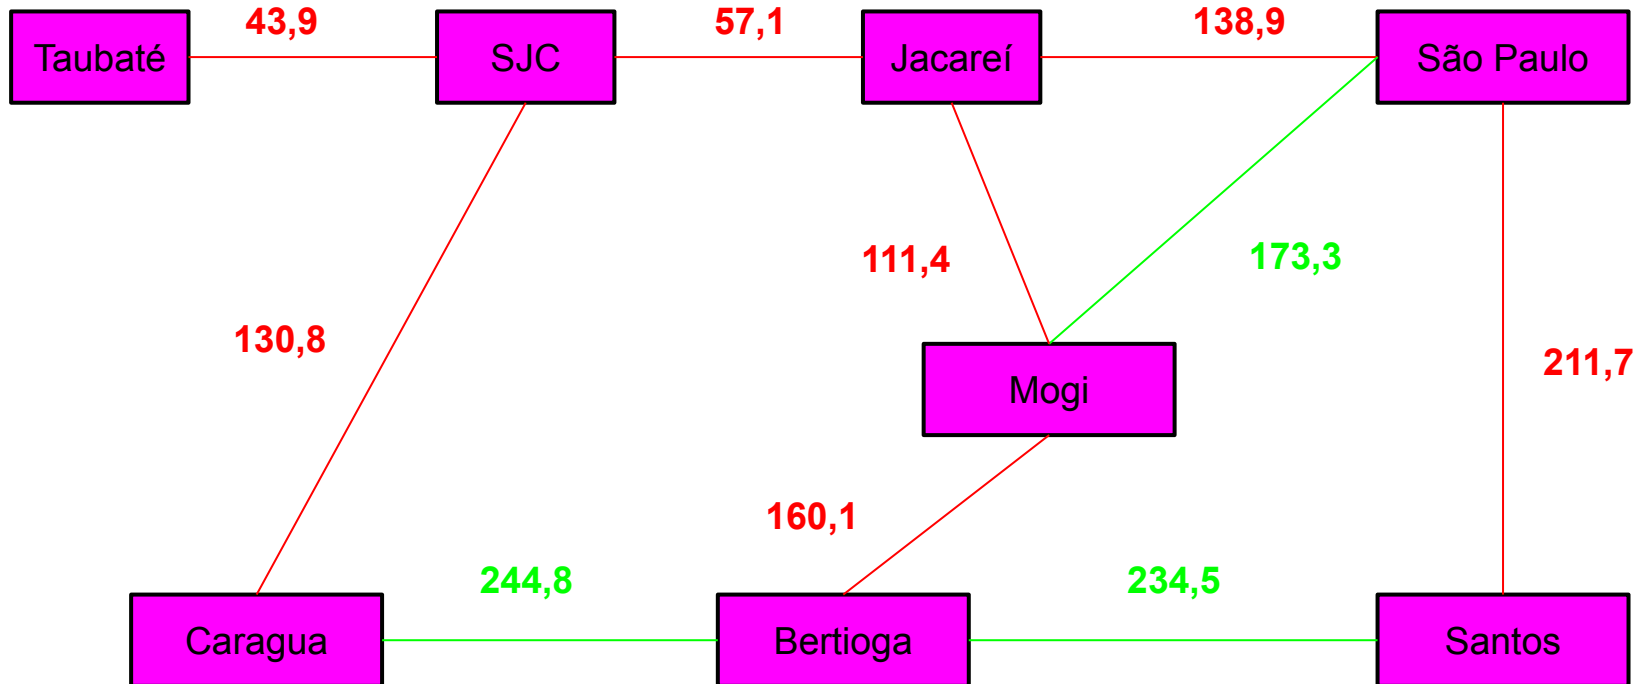 43,9
57,1
138,9
Taubaté
SJC
Jacareí
São Paulo
111,4
173,3
130,8
211,7
Mogi
160,1
244,8
234,5
Caragua
Bertioga
Santos